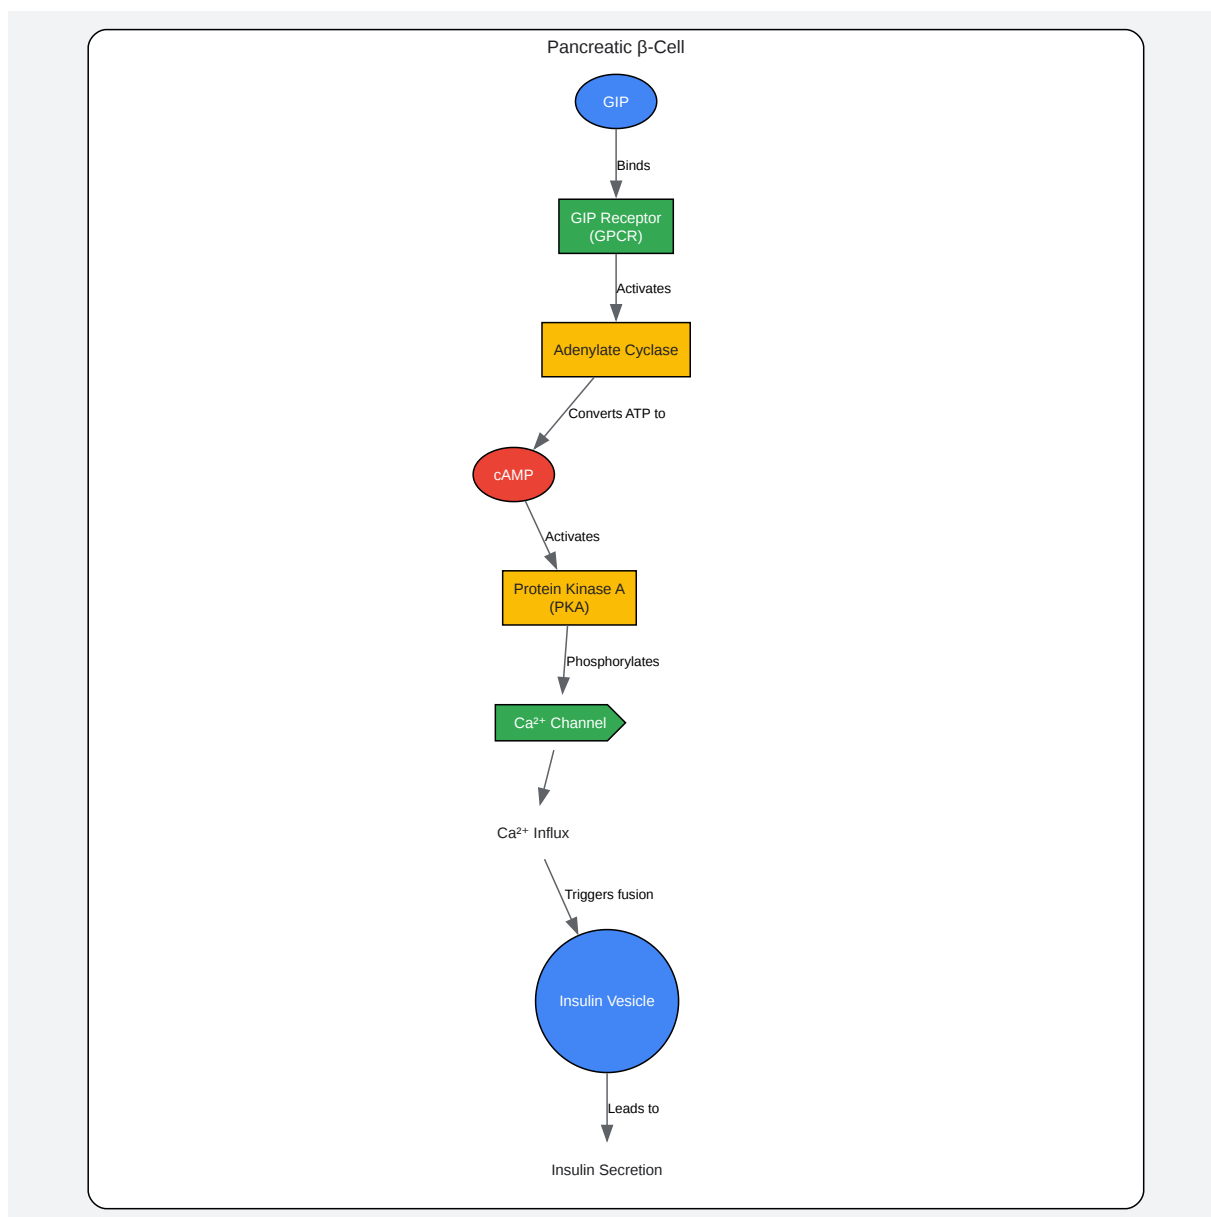 Pancreatic β-Cell
GIP
Binds
GIP Receptor
(GPCR)
Activates
Adenylate Cyclase
Converts ATP to
cAMP
Activates
Protein Kinase A
(PKA)
Phosphorylates
Ca²⁺ Channel
Ca²⁺ Influx
Triggers fusion
Insulin Vesicle
Leads to
Insulin Secretion